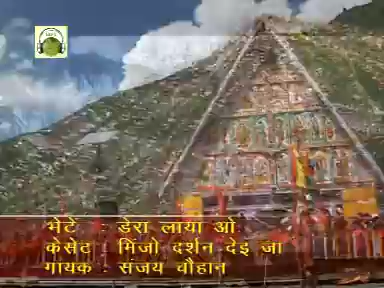 भेटें : डेरा लाया ओ
केसेट : मिंजो दर्शन देइ जा
गायक : संजय चौहान